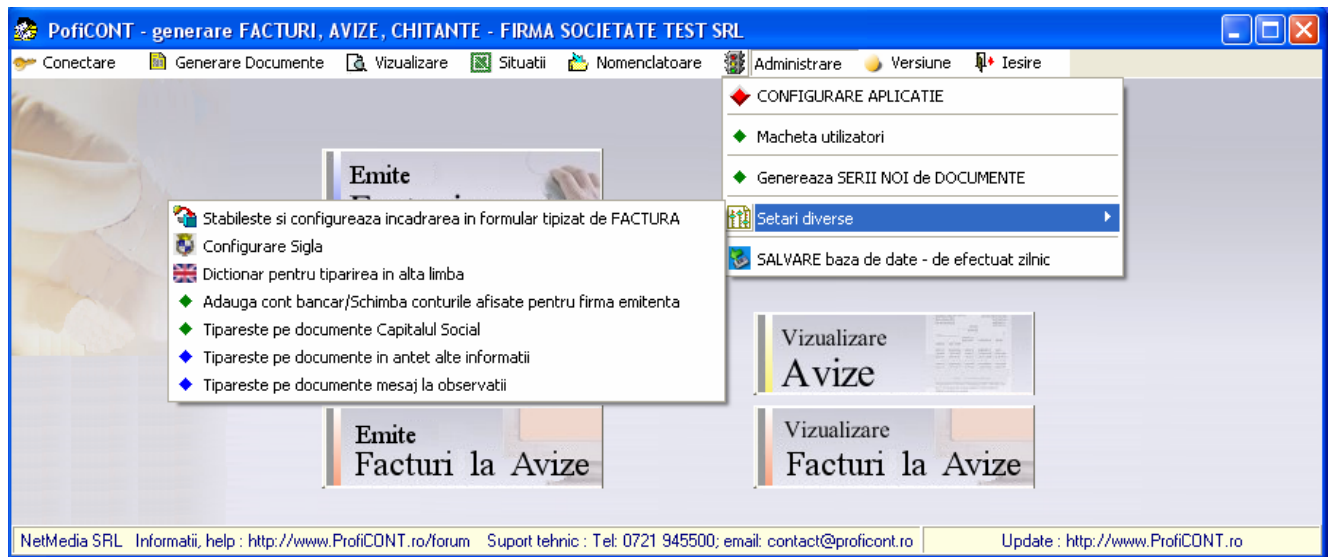 PofiCONT - generare FACTURI, AVIZE, CHITANTE - FIRMA SOCIETATE TEST SRL
Conectare Generare Documente Vizualizare Situatii Nomenclatoare Administrare Versiune Iesire
CONFIGURARE APLICATIE
Macheta utilizatori
Genereaza SERII NOI de DOCUMENTE
Setari diverse
SALVARE baza de date - de efectuat zilnic
Emite
Stabileste si configureaza incadrarea in formular tipizat de FACTURA
Configurare Sigla
Dictionar pentru tiparirea in alta limba
Adauga cont bancar/Schimba conturile afisate pentru firma emitenta
Tipareste pe documente Capitalul Social
Tipareste pe documente in antet alte informatii
Tipareste pe documente mesaj la observatii
Vizualizare
Avize
Emite
Facturi la Avize
Vizualizare
Facturi la Avize
NetMedia SRL Informatii, help : http://www.ProfiCONT.ro/forum Suport tehnic : Tel: 0721 945500; email: contact@proficont.ro Update : http://www.ProfiCONT.ro